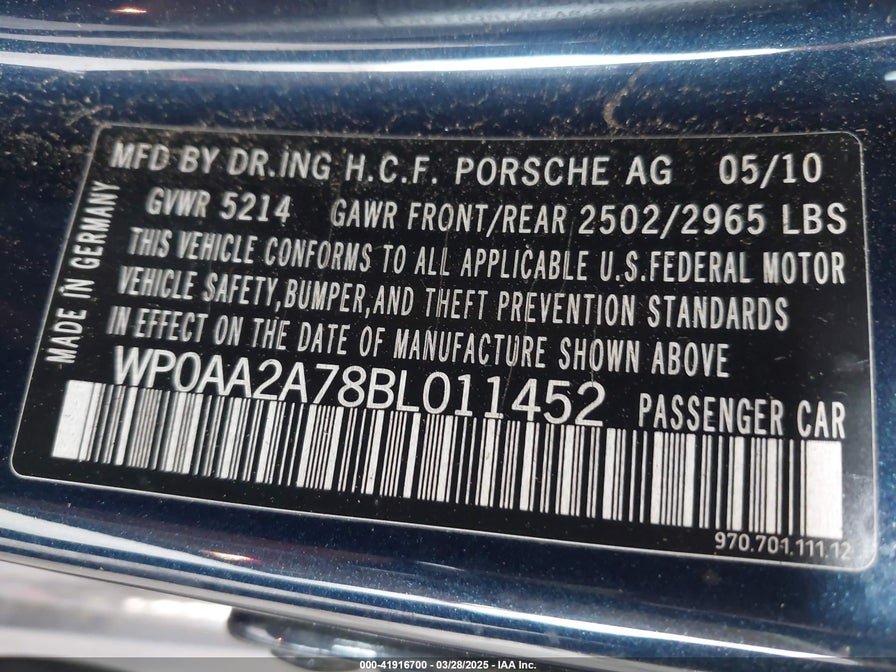 MFD BY DR.ING H.C.F. PORSCHE AG 05/10
GVWR 5214 GAWR FRONT/REAR 2502/2965 LBS
THIS VEHICLE CONFORMS TO ALL APPLICABLE U.S.FEDERAL MOTOR
VEHICLE SAFETY,BUMPER,AND THEFT PREVENTION STANDARDS
IN EFFECT ON THE DATE OF MANUFACTURE SHOWN ABOVE
WP0AA2A78BL011452 PASSENGER CAR
MADE IN GERMANY
970.701.111.12
000-41916700 - 03/28/2025 - IAA Inc.